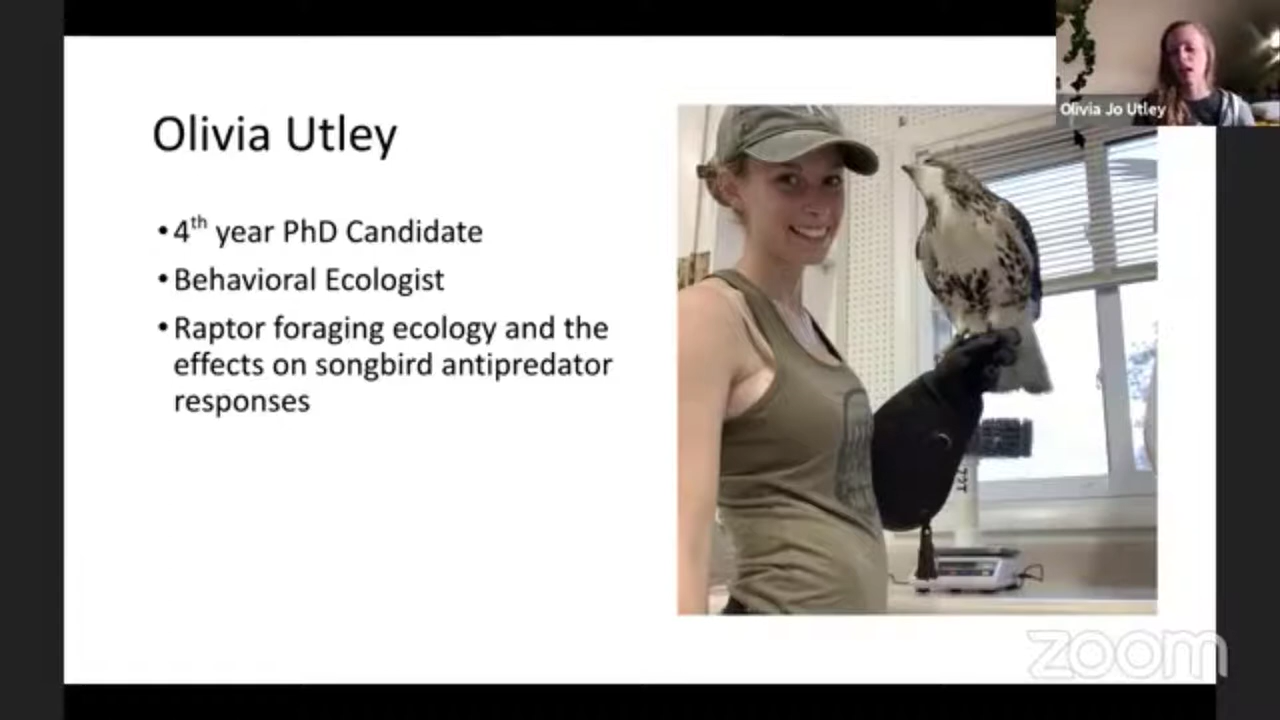 Olivia Jo Utley
Olivia Utley
• 4th year PhD Candidate
• Behavioral Ecologist
• Raptor foraging ecology and the
effects on songbird antipredator
responses
zoom